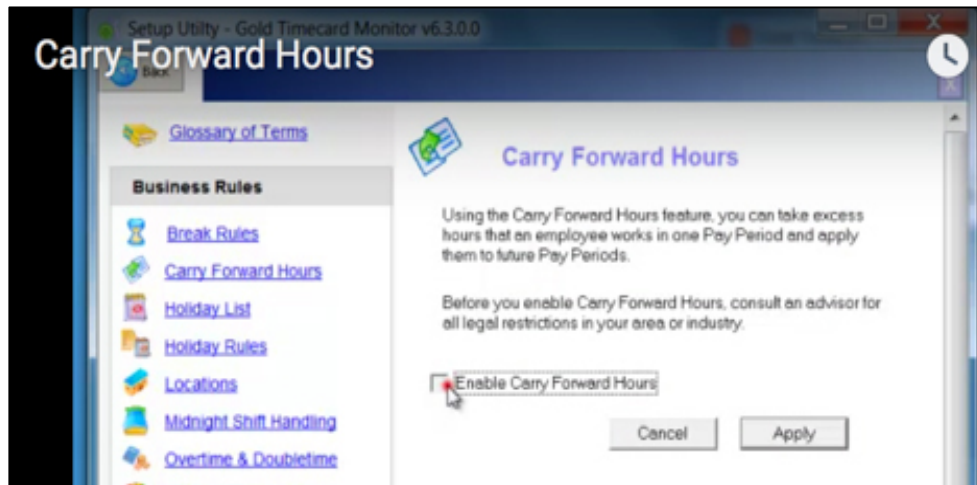 Setup Utilty - Gold Timecard Monitor v6.3.0.0
Carry Forward Hours
Back
Glossary of Terms
Business Rules
Break Rules
Carry Forward Hours
Holiday List
Holiday Rules
Locations
Midnight Shift Handling
Overtime & Doubletime
Carry Forward Hours
Using the Carry Forward Hours feature, you can take excess
hours that an employee works in one Pay Period and apply
them to future Pay Periods.
Before you enable Carry Forward Hours, consult an advisor for
all legal restrictions in your area or industry.
Enable Carry Forward Hours
Cancel
Apply